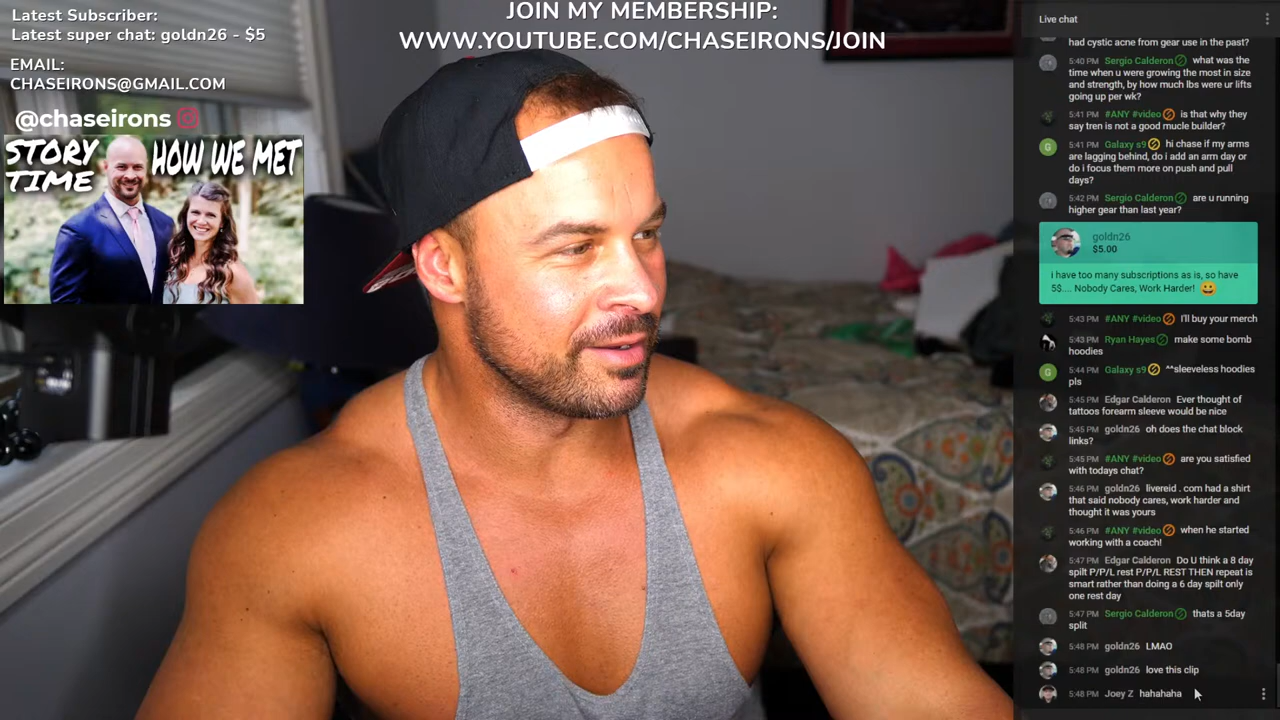 Latest Subscriber:
Latest super chat: goldn26 - $5
EMAIL:
CHASEIRONS@GMAIL.COM
@chaseirons
STORY TIME
HOW WE MET
JOIN MY MEMBERSHIP:
WWW.YOUTUBE.COM/CHASEIRONS/JOIN
Live chat
had cystic acne from gear use in the past?
5:40 PM Sergio Calderon what was the
time when u were growing the most in size
and strength, by how much lbs were ur lifts
going up per wk?
5:41 PM #ANY #video is that why they
say tren is not a good mucle builder?
5:41 PM Galaxy s9 hi chase if my arms
are lagging behind, do i add an arm day or
do i focus them more on push and pull
days?
5:42 PM Sergio Calderon are u running
higher gear than last year?
goldn26
$5.00
i have too many subscriptions as is, so have
5$.... Nobody Cares, Work Harder! 😀
5:43 PM #ANY #video I'll buy your merch
5:43 PM Ryan Hayes make some bomb
hoodies
5:44 PM Galaxy s9 ^^sleeveless hoodies
pls
5:45 PM Edgar Calderon Ever thought of
tattoos forearm sleeve would be nice
5:45 PM goldn26 oh does the chat block
links?
5:45 PM #ANY #video are you satisfied
with todays chat?
5:46 PM goldn26 livereid . com had a shirt
that said nobody cares, work harder and
thought it was yours
5:46 PM #ANY #video when he started
working with a coach!
5:47 PM Edgar Calderon Do U think a 8 day
spilt P/P/L rest P/P/L REST THEN repeat is
smart rather than doing a 6 day spilt only
one rest day
5:47 PM Sergio Calderon thats a 5day
split
5:48 PM goldn26 LMAO
5:48 PM goldn26 love this clip
5:48 PM Joey Z hahahaha